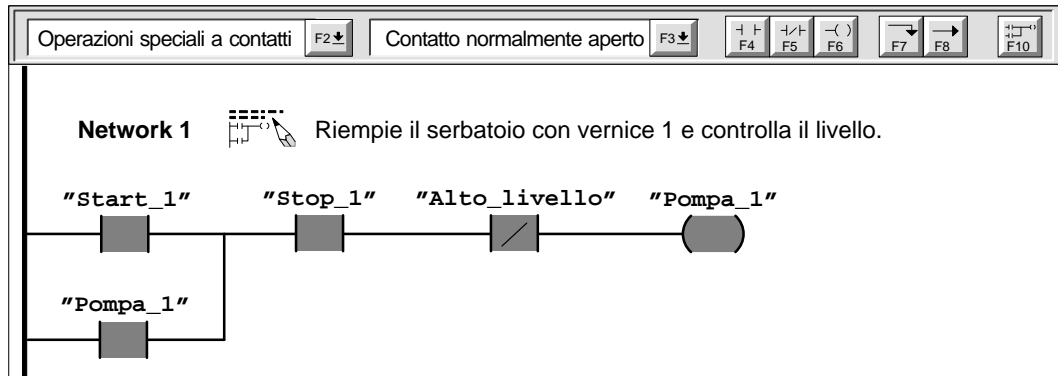 Operazioni speciali a contatti F2 Contatto normalmente aperto F3 F4 F5 F6 F7 F8 F10
Network 1 Riempie il serbatoio con vernice 1 e controlla il livello.
"Start_1" "Stop_1" "Alto_livello" "Pompa_1"
"Pompa_1"